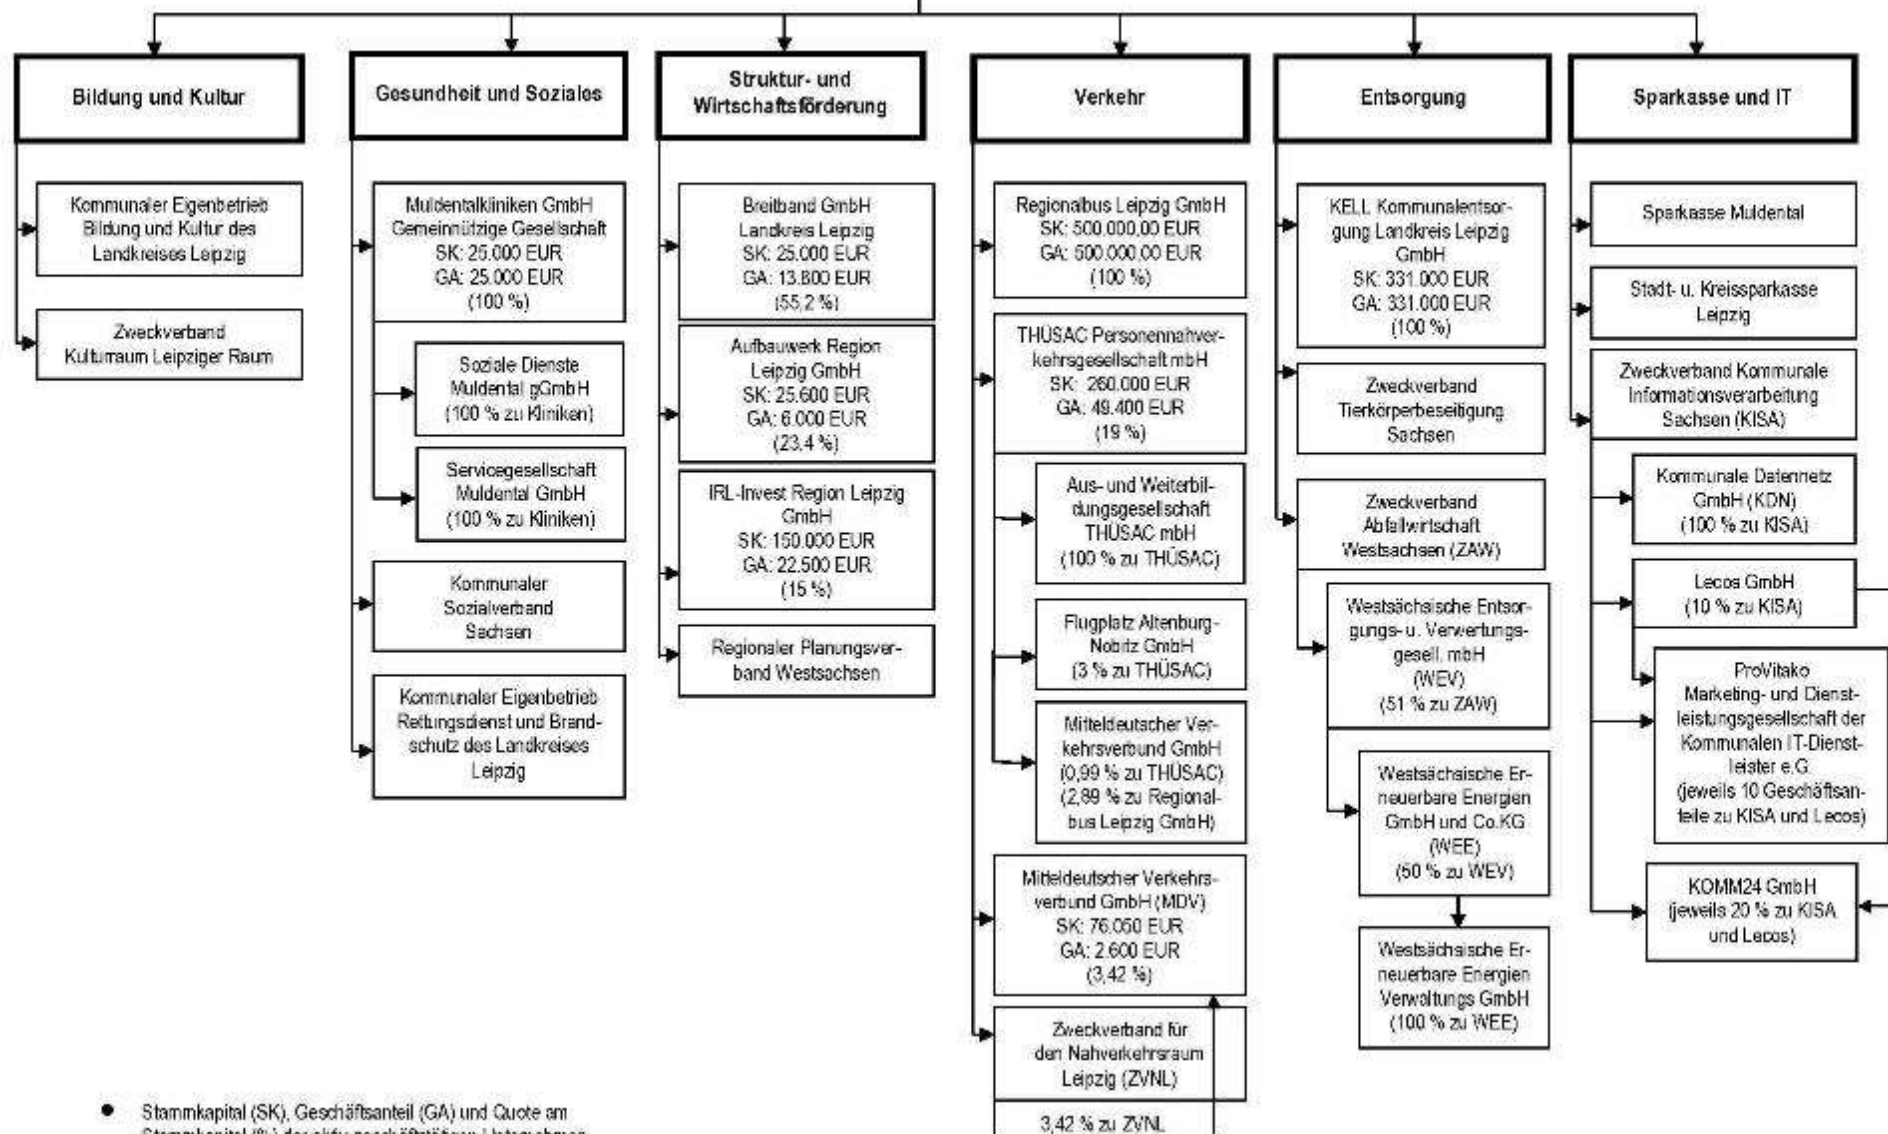 Bildung und Kultur
Kommunaler Eigenbetrieb
Bildung und Kultur des
Landkreises Leipzig
Zweckverband
Kulturraum Leipziger Raum
Gesundheit und Soziales
Muldentalkliniken GmbH
Gemeinnützige Gesellschaft
SK: 25.000 EUR
GA: 25.000 EUR
(100 %)
Soziale Dienste
Muldental gGmbH
(100 % zu Kliniken)
Servicegesellschaft
Muldental GmbH
(100 % zu Kliniken)
Kommunaler
Sozialverband
Sachsen
Kommunaler Eigenbetrieb
Rettungsdienst und Brand-
schutz des Landkreises
Leipzig
Struktur- und
Wirtschaftsförderung
Breitband GmbH
Landkreis Leipzig
SK: 25.000 EUR
GA: 13.800 EUR
(55,2 %)
Aufbauwerk Region
Leipzig GmbH
SK: 25.600 EUR
GA: 6.000 EUR
(23,4 %)
IRL-Invest Region Leipzig
GmbH
SK: 150.000 EUR
GA: 22.500 EUR
(15 %)
Regionaler Planungsver-
band Westsachsen
Verkehr
Regionalbus Leipzig GmbH
SK: 500.000,00 EUR
GA: 500.000,00 EUR
(100 %)
THÜSAC Personennahver-
kehrsgesellschaft mbH
SK: 260.000 EUR
GA: 49.400 EUR
(19 %)
Aus- und Weiterbil-
dungsgesellschaft
THÜSAC mbH
(100 % zu THÜSAC)
Flugplatz Altenburg-
Nobitz GmbH
(3 % zu THÜSAC)
Mitteldeutscher Ver-
kehrsverbund GmbH
(0,99 % zu THÜSAC)
(2,89 % zu Regional-
bus Leipzig GmbH)
Mitteldeutscher Verkehrs-
verbund GmbH (MDV)
SK: 76.050 EUR
GA: 2.600 EUR
(3,42 %)
Zweckverband für
den Nahverkehrsraum
Leipzig (ZVNL)
3,42 % zu ZVNL
Entsorgung
KELL Kommunalentsor-
gung Landkreis Leipzig
GmbH
SK: 331.000 EUR
GA: 331.000 EUR
(100 %)
Zweckverband
Tierkörperbeseitigung
Sachsen
Zweckverband
Abfallwirtschaft
Westsachsen (ZAW)
Westsächsische Entsor-
gungs- u. Verwertungs-
gesell. mbH
(WEV)
(51 % zu ZAW)
Westsächsische Er-
neuerbare Energien
GmbH und Co.KG
(WEE)
(50 % zu WEV)
Westsächsische Er-
neuerbare Energien
Verwaltungs GmbH
(100 % zu WEE)
Sparkasse und IT
Sparkasse Muldental
Stadt- u. Kreissparkasse
Leipzig
Zweckverband Kommunale
Informationsverarbeitung
Sachsen (KISA)
Kommunale Datennetz
GmbH (KDN)
(100 % zu KISA)
Lecos GmbH
(10 % zu KISA)
ProVitako
Marketing- und Dienst-
leistungsgesellschaft der
Kommunalen IT-Dienst-
leister e.G.
(jeweils 10 Geschäftsan-
teile zu KISA und Lecos)
KOMM24 GmbH
(jeweils 20 % zu KISA
und Lecos)
● Stammkapital (SK), Geschäftsanteil (GA) und Quote am
Stammkapital (%) der aktiv geschäftstätigen Unternehmen